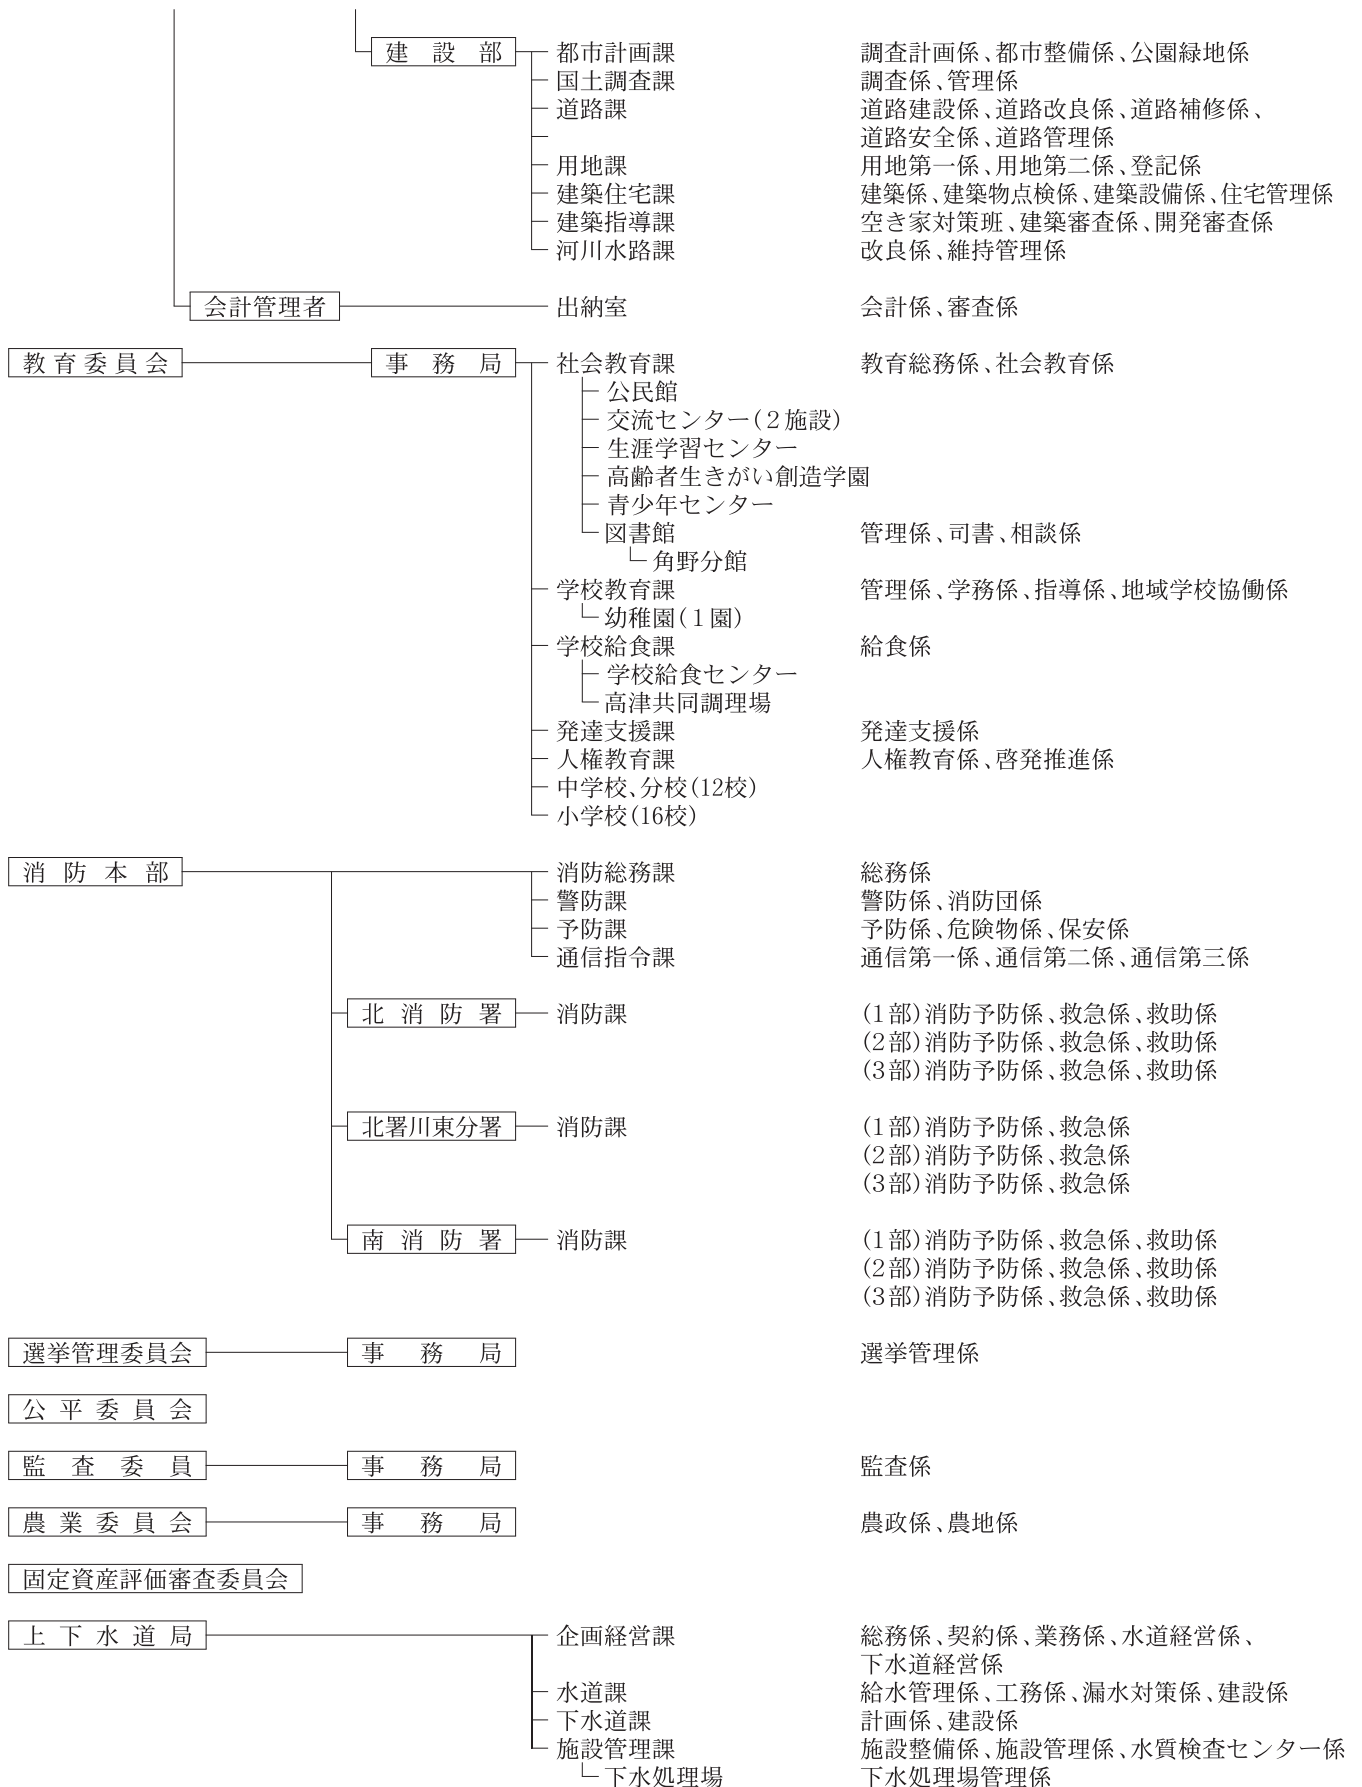 建設部 都市計画課 調査計画係、都市整備係、公園緑地係
国土調査課 調査係、管理係
道路課 道路建設係、道路改良係、道路補修係、
道路安全係、道路管理係
用地課 用地第一係、用地第二係、登記係
建築住宅課 建築係、建築物点検係、建築設備係、住宅管理係
建築指導課 空き家対策班、建築審査係、開発審査係
河川水路課 改良係、維持管理係
会計管理者 出納室 会計係、審査係
教育委員会 事務局 社会教育課 教育総務係、社会教育係
公民館
交流センター(2施設)
生涯学習センター
高齢者生きがい創造学園
青少年センター
図書館 管理係、司書、相談係
角野分館
学校教育課 管理係、学務係、指導係、地域学校協働係
幼稚園(1園)
学校給食課 給食係
学校給食センター
高津共同調理場
発達支援課 発達支援係
人権教育課 人権教育係、啓発推進係
中学校、分校(12校)
小学校(16校)
消防本部 消防総務課 総務係
警防課 警防係、消防団係
予防課 予防係、危険物係、保安係
通信指令課 通信第一係、通信第二係、通信第三係
北消防署 消防課 (1部)消防予防係、救急係、救助係
(2部)消防予防係、救急係、救助係
(3部)消防予防係、救急係、救助係
北署川東分署 消防課 (1部)消防予防係、救急係
(2部)消防予防係、救急係
(3部)消防予防係、救急係
南消防署 消防課 (1部)消防予防係、救急係、救助係
(2部)消防予防係、救急係、救助係
(3部)消防予防係、救急係、救助係
選挙管理委員会 事務局 選挙管理係
公平委員会
監査委員 事務局 監査係
農業委員会 事務局 農政係、農地係
固定資産評価審査委員会
上下水道局 企画経営課 総務係、契約係、業務係、水道経営係、
下水道経営係
水道課 給水管理係、工務係、漏水対策係、建設係
下水道課 計画係、建設係
施設管理課 施設整備係、施設管理係、水質検査センター係
下水処理場 下水処理場管理係